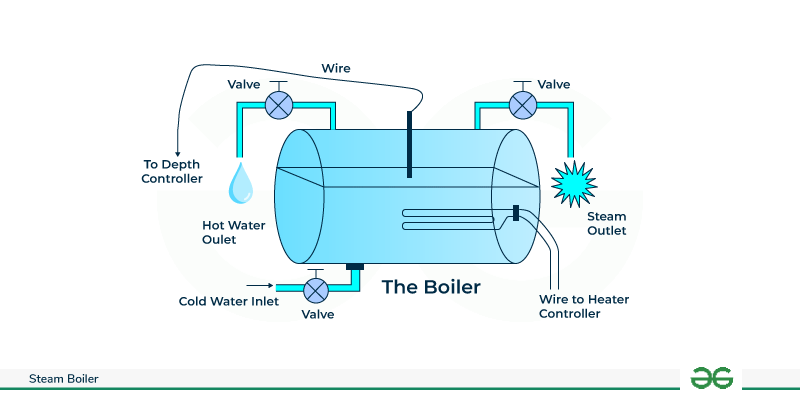 Wire
Valve
Valve
To Depth
Controller
Hot Water
Oulet
Steam
Outlet
Cold Water Inlet
The Boiler
Valve
Wire to Heater
Controller
Steam Boiler